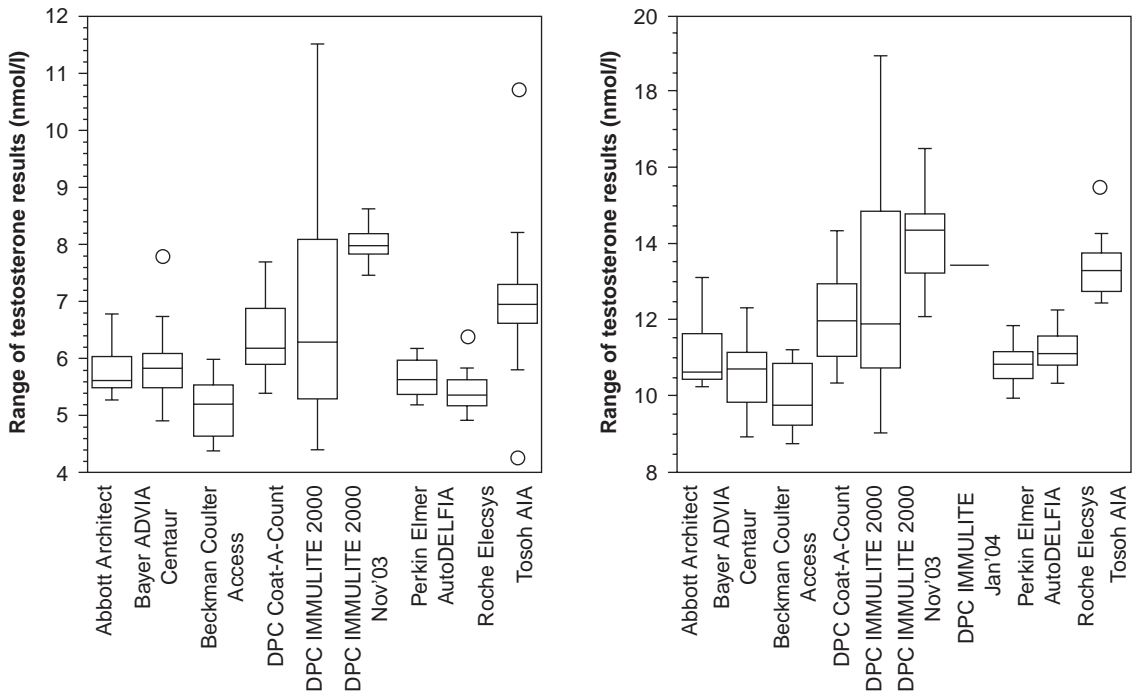 Range of testosterone results (nmol/l)
12
11
10
9
8
7
6
5
4
Abbott Architect
Bayer ADVIA
Centaur
Beckman Coulter
Access
DPC Coat-A-Count
DPC IMMULITE 2000
DPC IMMULITE 2000
Nov'03
Perkin Elmer
AutoDELFIA
Roche Elecsys
Tosoh AIA
Range of testosterone results (nmol/l)
20
18
16
14
12
10
8
Abbott Architect
Bayer ADVIA
Centaur
Beckman Coulter
Access
DPC Coat-A-Count
DPC IMMULITE 2000
DPC IMMULITE 2000
Nov'03
DPC IMMULITE
Jan'04
Perkin Elmer
AutoDELFIA
Roche Elecsys
Tosoh AIA